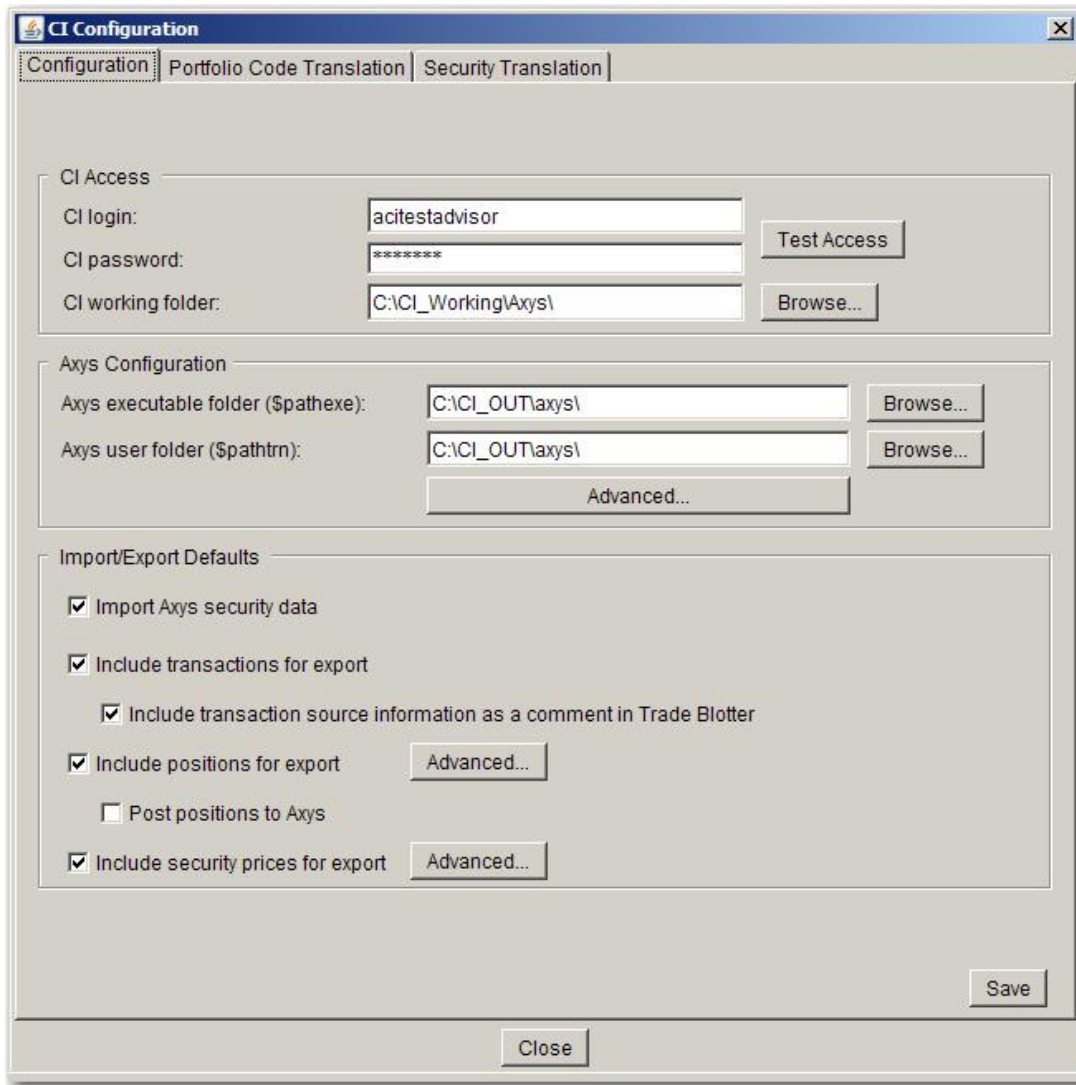 CI Configuration
Configuration Portfolio Code Translation Security Translation
CI Access
CI login: acitestadvisor Test Access
CI password: *******
CI working folder: C:\CI_Working\Axys\ Browse...
Axys Configuration
Axys executable folder ($pathexe): C:\CI_OUT\axys\ Browse...
Axys user folder ($pathtrn): C:\CI_OUT\axys\ Browse...
Advanced...
Import/Export Defaults
Import Axys security data
Include transactions for export
Include transaction source information as a comment in Trade Blotter
Include positions for export Advanced...
Post positions to Axys
Include security prices for export Advanced...
Save
Close